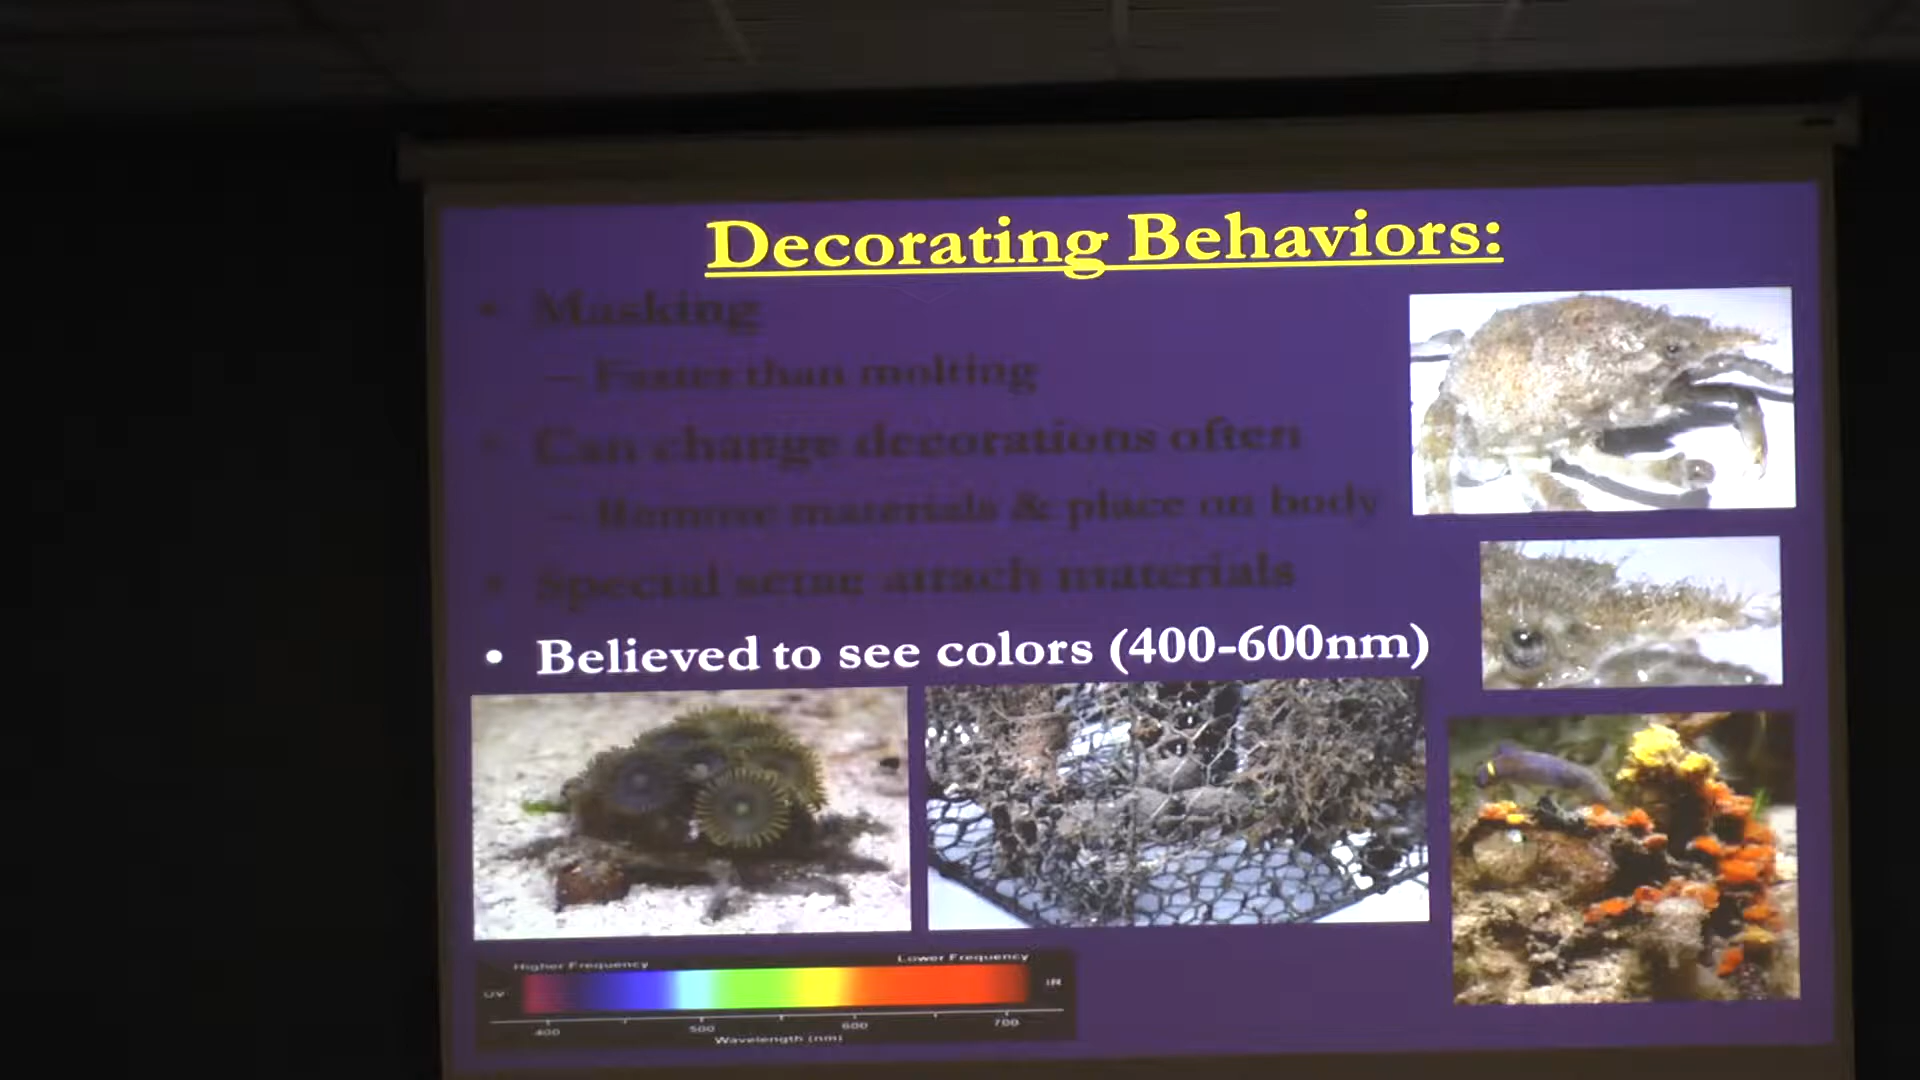 Decorating Behaviors:
• Masking
– Faster than molting
• Can change decorations often
– Remove materials & place on body
• Special setae attach materials
• Believed to see colors (400-600nm)
Higher Frequency Lower Frequency
UV IR
400 500 600 700
Wavelength (nm)